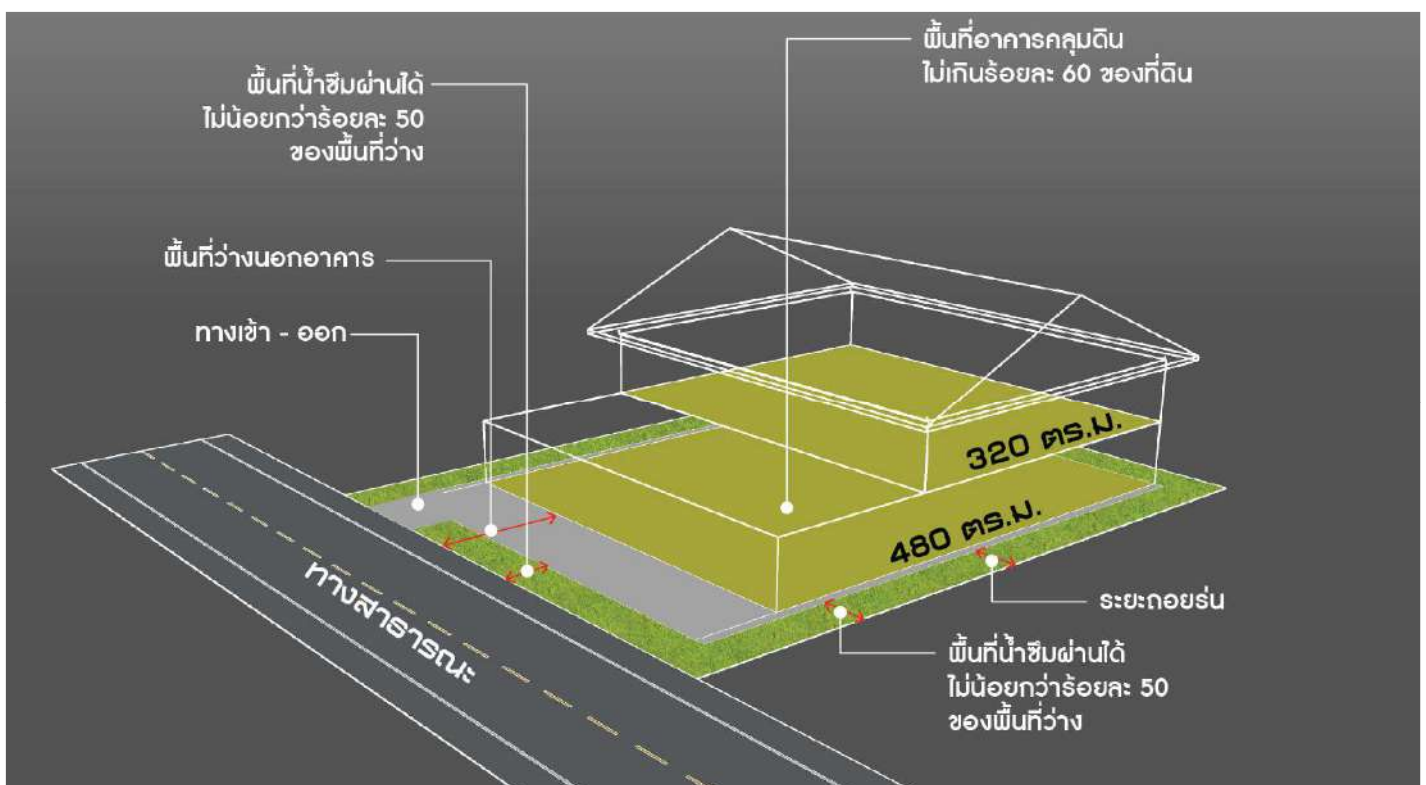 พื้นที่อาคารคลุมดิน
ไม่เกินร้อยละ 60 ของที่ดิน
พื้นที่น้ำซึมผ่านได้
ไม่น้อยกว่าร้อยละ 50
ของพื้นที่ว่าง
พื้นที่ว่างนอกอาคาร
ทางเข้า - ออก
320 ตร.ม.
480 ตร.ม.
ทางสาธารณะ
ระยะถอยร่น
พื้นที่น้ำซึมผ่านได้
ไม่น้อยกว่าร้อยละ 50
ของพื้นที่ว่าง